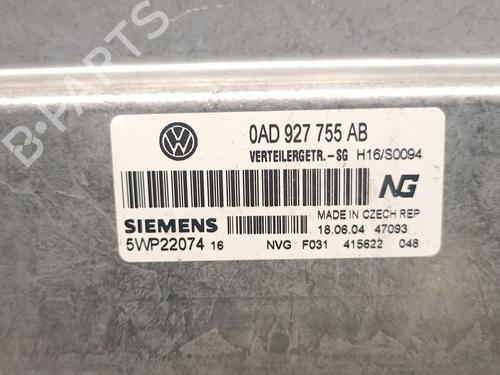 B-PARTS
0AD 927 755 AB
VERTEILERGETR.-SG H16/S0094
NG
MADE IN CZECH REP
SIEMENS
18.06.04 47093
5WP22074 16
NVG F031 415622 048